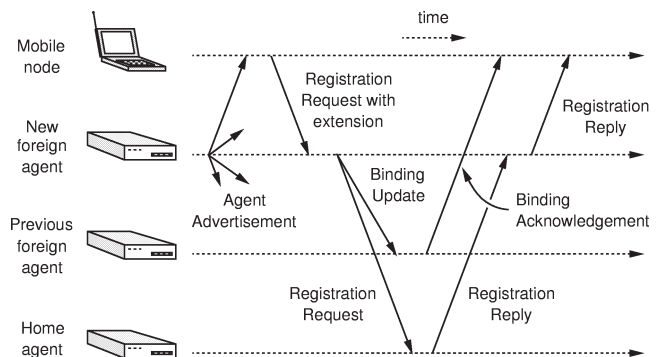 time
Mobile
node
Registration
Request with
extension
New
foreign
agent
Registration
Reply
Agent
Advertisement
Binding
Update
Binding
Acknowledgement
Previous
foreign
agent
Registration
Request
Registration
Reply
Home
agent